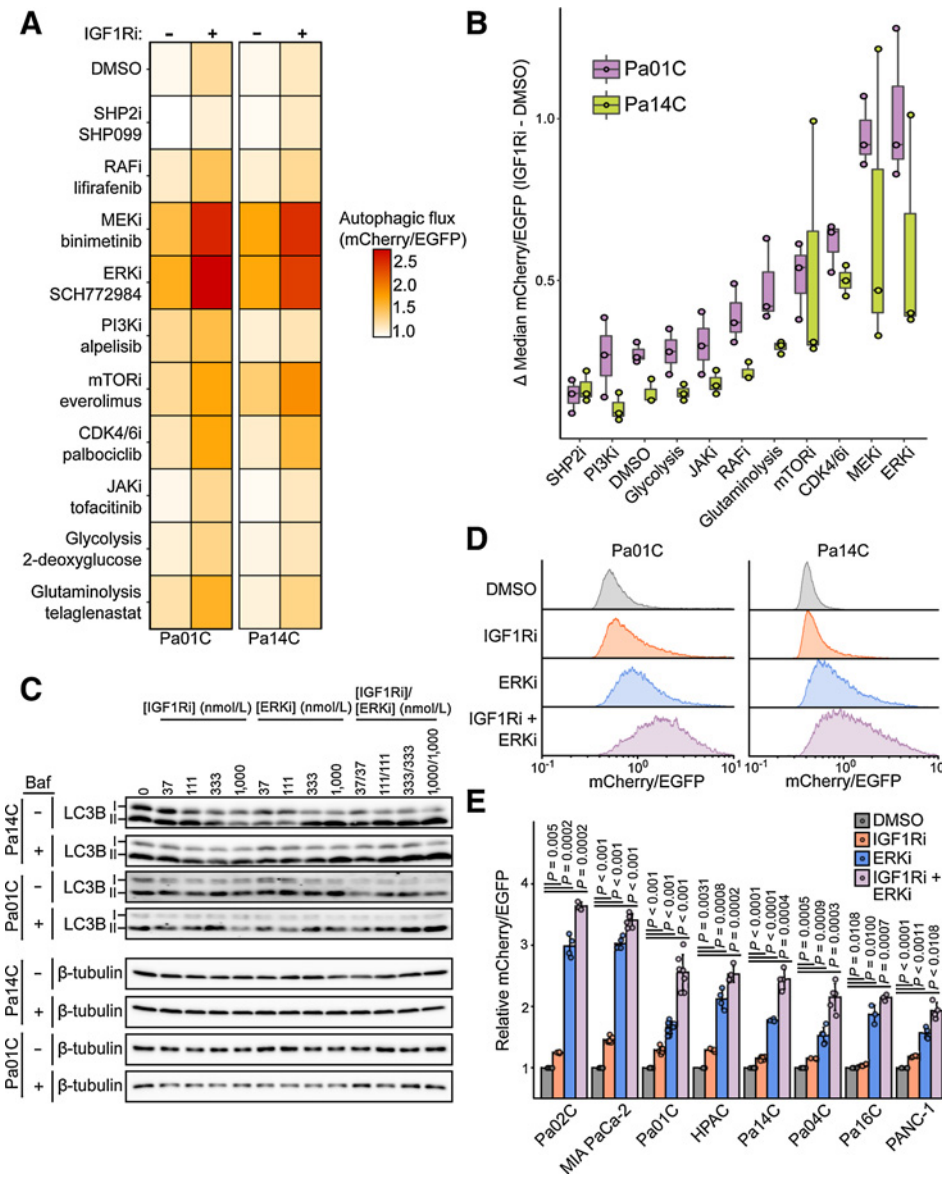 A
IGF1Ri: - + - +
DMSO
SHP2i
SHP099
RAFi
lifirafenib
MEKi
binimetinib
ERKi
SCH772984
PI3Ki
alpelisib
mTORi
everolimus
CDK4/6i
palbociclib
JAKi
tofacitinib
Glycolysis
2-deoxyglucose
Glutaminolysis
telaglenastat
Pa01C Pa14C
Autophagic flux
(mCherry/EGFP)
2.5
2.0
1.5
1.0
B
Δ Median mCherry/EGFP (IGF1Ri - DMSO)
1.0
0.5
Pa01C
Pa14C
SHP2i
PI3Ki
DMSO
Glycolysis
JAKi
RAFi
Glutaminolysis
mTORi
CDK4/6i
MEKi
ERKi
C
[IGF1Ri] (nmol/L) [ERKi] (nmol/L) [IGF1Ri]/
[ERKi] (nmol/L)
Baf 0 37 111 333 1,000 37 111 333 1,000 37/37 111/111 333/333 1,000/1,000
Pa14C - LC3B I
II
+ LC3B I
II
Pa01C - LC3B I
II
+ LC3B I
II
Pa14C - β-tubulin
+ β-tubulin
Pa01C - β-tubulin
+ β-tubulin
D
Pa01C Pa14C
DMSO
IGF1Ri
ERKi
IGF1Ri +
ERKi
10-1 100 101 10-1 100 10
mCherry/EGFP mCherry/EGFP
E
DMSO
IGF1Ri
ERKi
IGF1Ri +
ERKi
Relative mCherry/EGFP
4
3
2
1
P = 0.005
P = 0.0002
P = 0.0002
P < 0.001
P < 0.001
P < 0.001
P < 0.001
P < 0.001
P < 0.001
P = 0.0031
P = 0.0008
P = 0.0002
P < 0.0001
P < 0.0001
P = 0.0004
P = 0.0005
P = 0.0009
P = 0.0003
P = 0.0108
P = 0.0100
P = 0.0007
P < 0.0001
P = 0.0011
P < 0.0108
Pa02C
MIA PaCa-2
Pa01C
HPAC
Pa14C
Pa04C
Pa16C
PANC-1